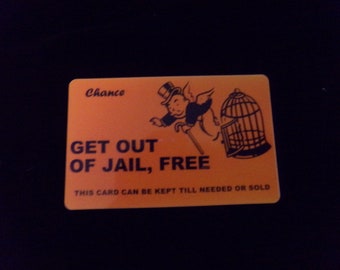 Chance
GET OUT
OF JAIL, FREE
THIS CARD CAN BE KEPT TILL NEEDED OR SOLD